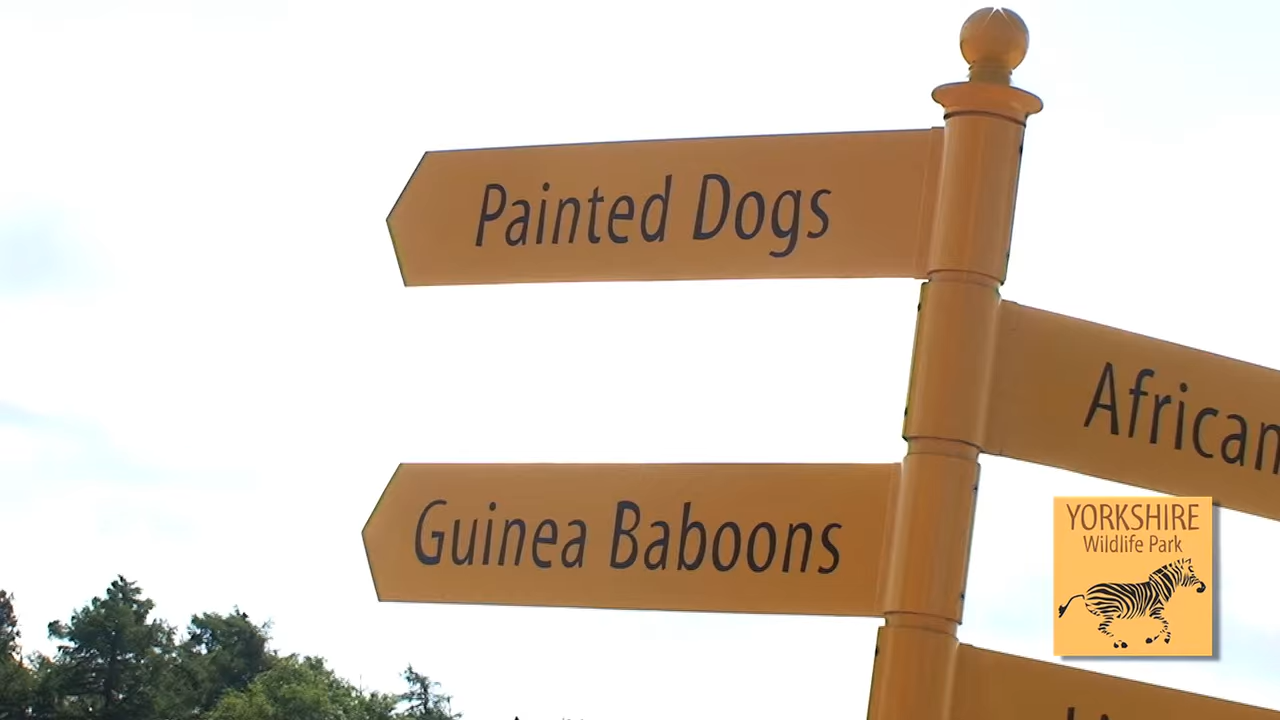 Painted Dogs
African
Guinea Baboons
YORKSHIRE
Wildlife Park